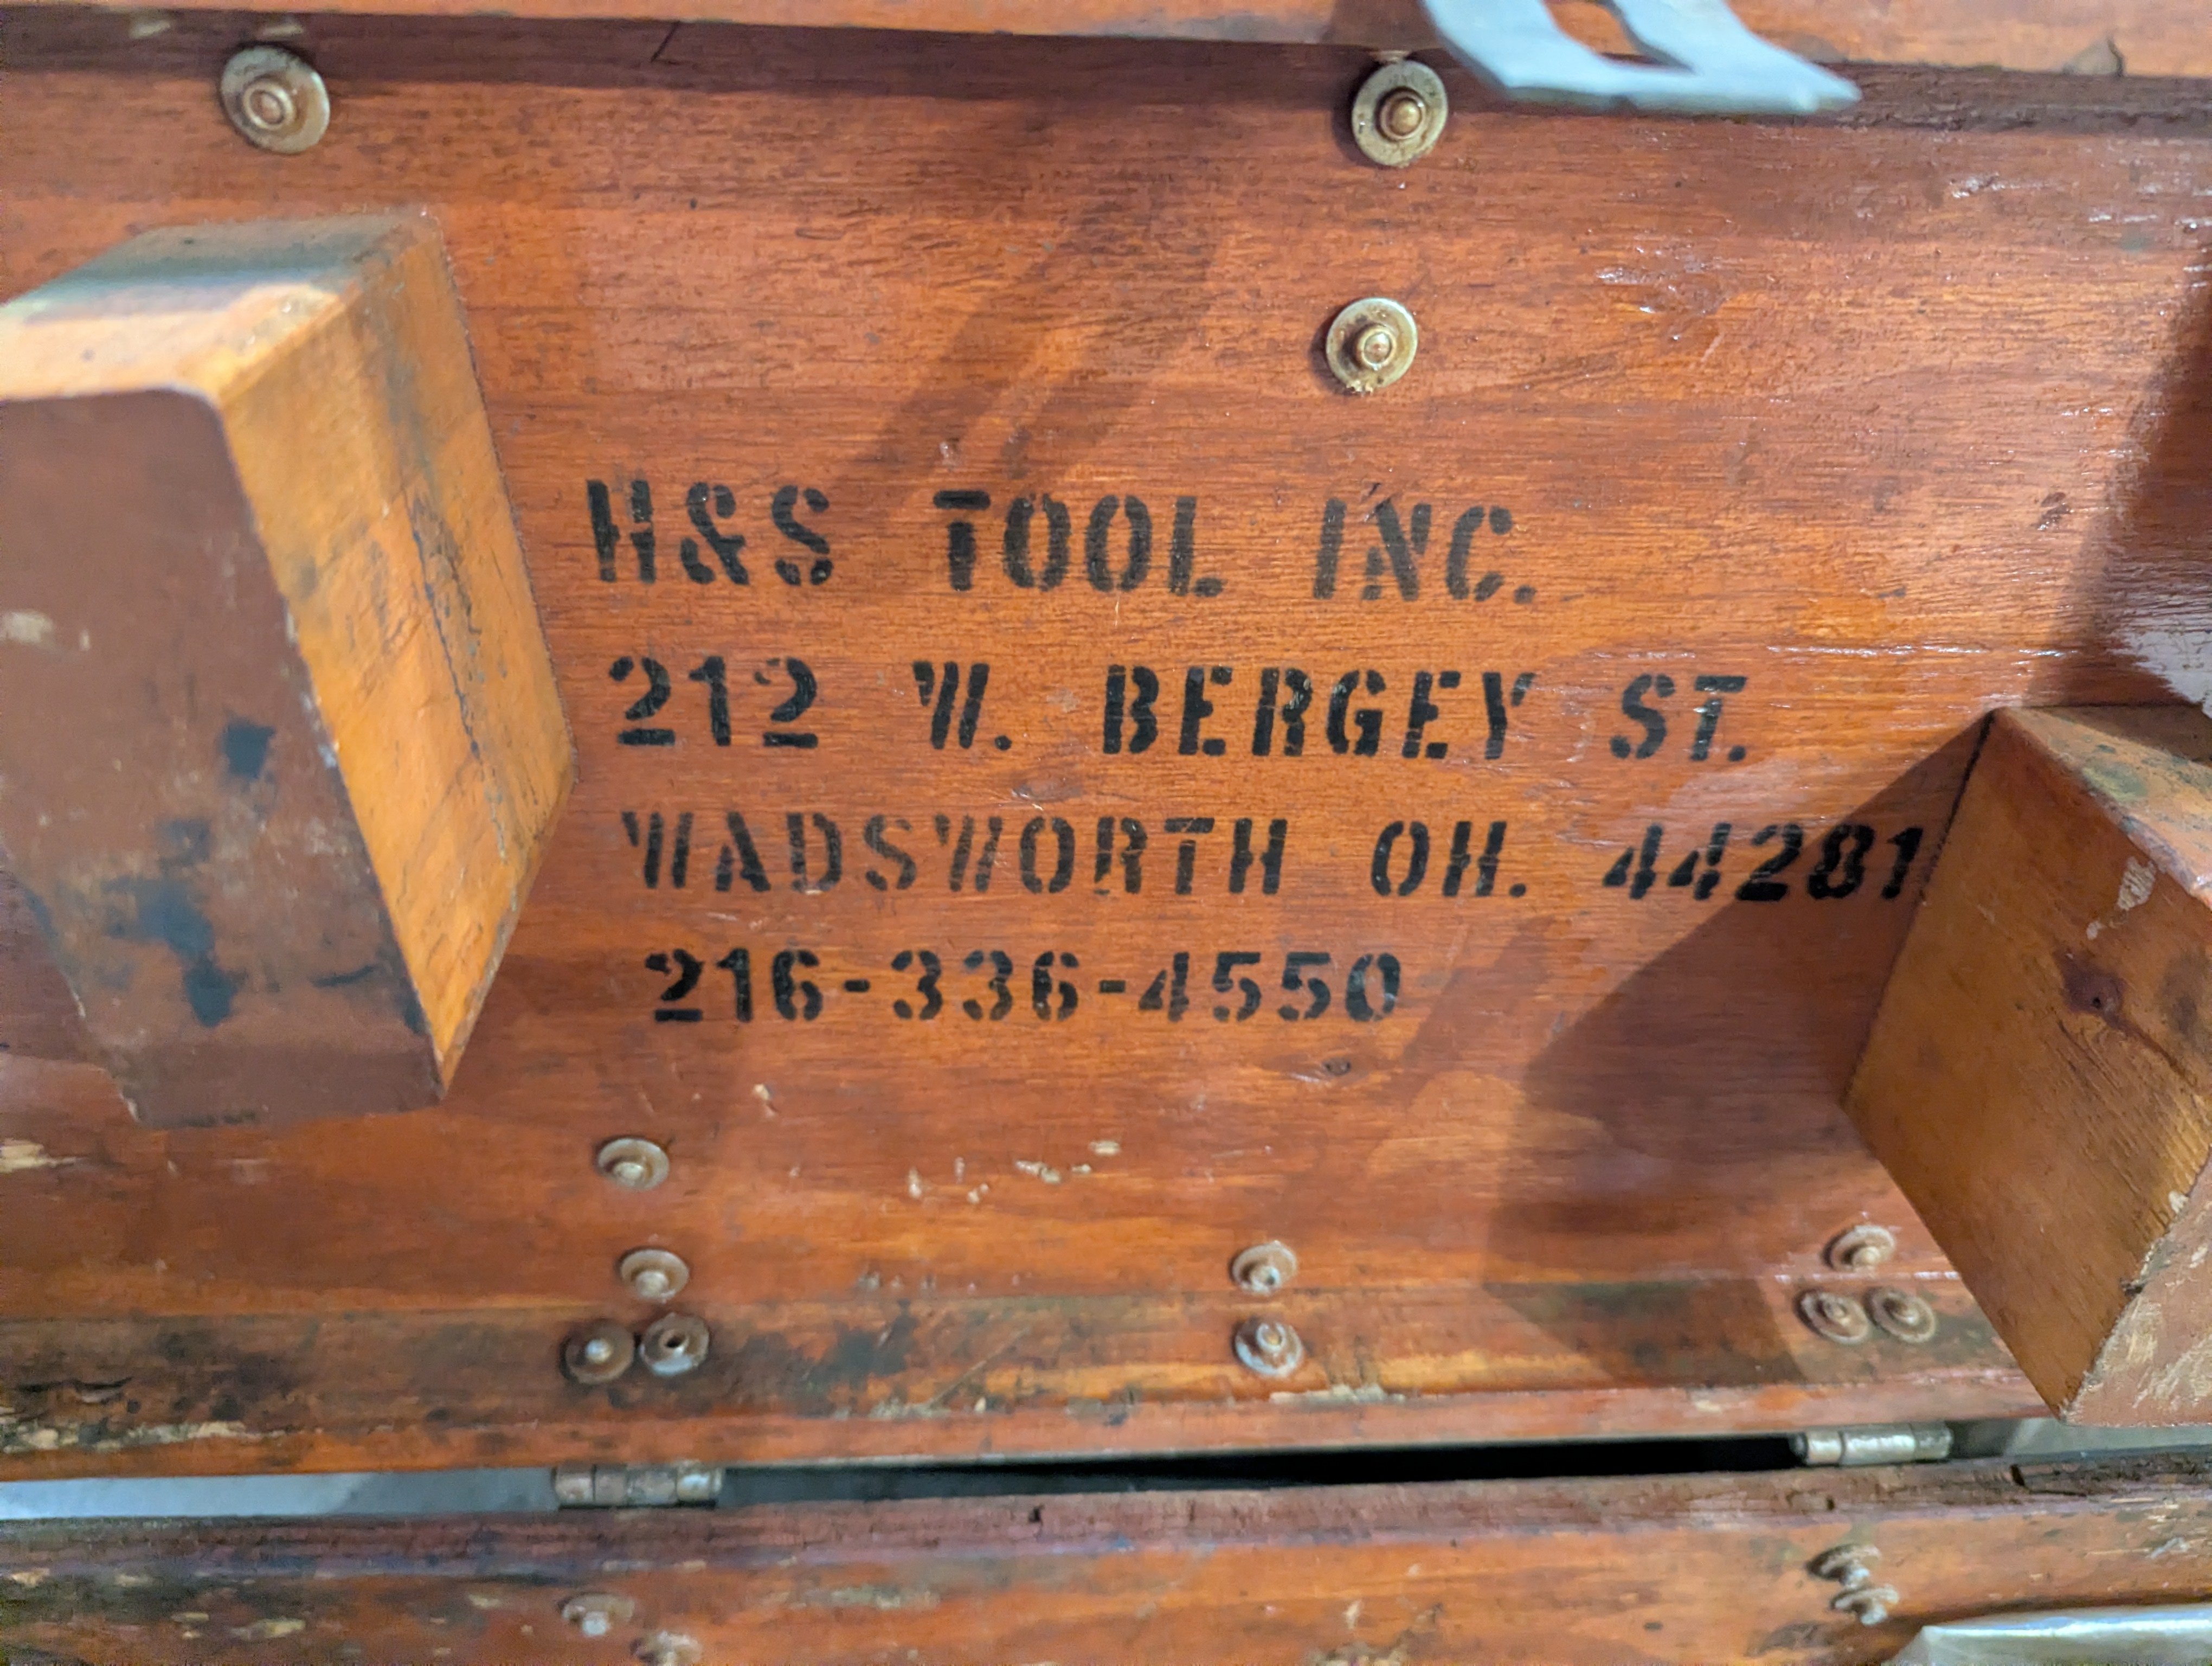 H&S TOOL INC.
212 W. BERGEY ST.
WADSWORTH OH. 44281
216-336-4550